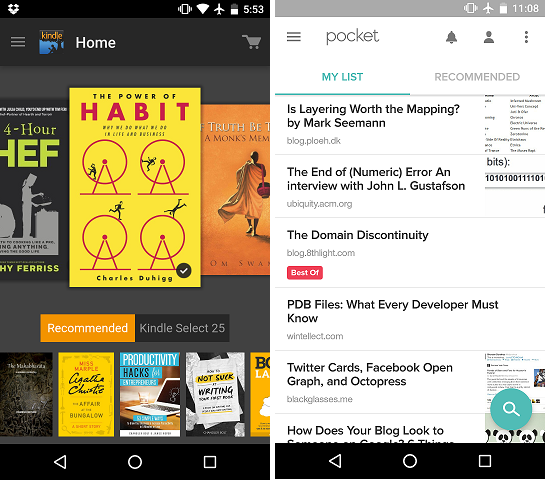 5:53
kindle
Home
THE POWER OF
HABIT
WHY WE DO WHAT WE DO
IN LIFE AND BUSINESS
Charles Duhigg
4-Hour
HEF
HY FERRISS
TRUTH BE T
A MONK'S MEM
OM SWA
Recommended
Kindle Select 25
The Mahabharata
MISS
MARPLE
Agatha
Christie
THE AFFAIR
AT THE
BUNGALOW
A SHORT STORY
PRODUCTIVITY
HACKS for
ENTREPRENEURS
HOW TO
NOT SUCK
AT
WRITING
YOUR FIRST BOOK
BO
LA
11:08
pocket
MY LIST
RECOMMENDED
Is Layering Worth the Mapping?
by Mark Seemann
blog.ploeh.dk
bits):
1010100111101
The End of (Numeric) Error An
interview with John L. Gustafson
ubiquity.acm.org
The Domain Discontinuity
blog.8thlight.com
Best Of
PDB Files: What Every Developer Must
Know
wintellect.com
Twitter Cards, Facebook Open
Graph, and Octopress
blackglasses.me
How Does Your Blog Look to
Someone on Google? 6 Things